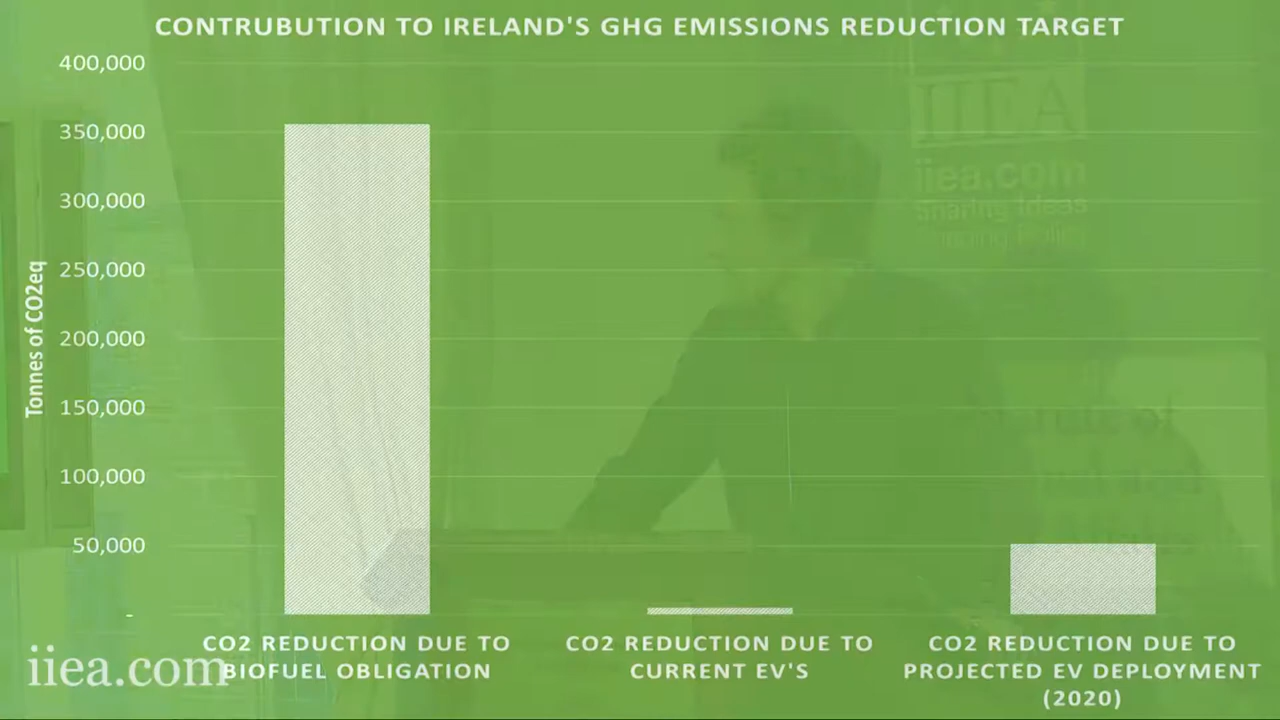 CONTRUBUTION TO IRELAND'S GHG EMISSIONS REDUCTION TARGET
Tonnes of CO2eq
400,000
350,000
300,000
250,000
200,000
150,000
100,000
50,000
-
IIEA
iiea.com
Sharing Ideas
CO2 REDUCTION DUE TO
BIOFUEL OBLIGATION
CO2 REDUCTION DUE TO
CURRENT EV'S
CO2 REDUCTION DUE TO
PROJECTED EV DEPLOYMENT
(2020)
iiea.com